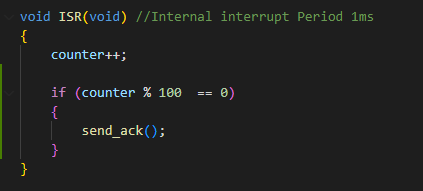 void ISR(void) //Internal interrupt Period 1ms
{
    counter++;

    if (counter % 100  == 0)
    {
        send_ack();
    }
}